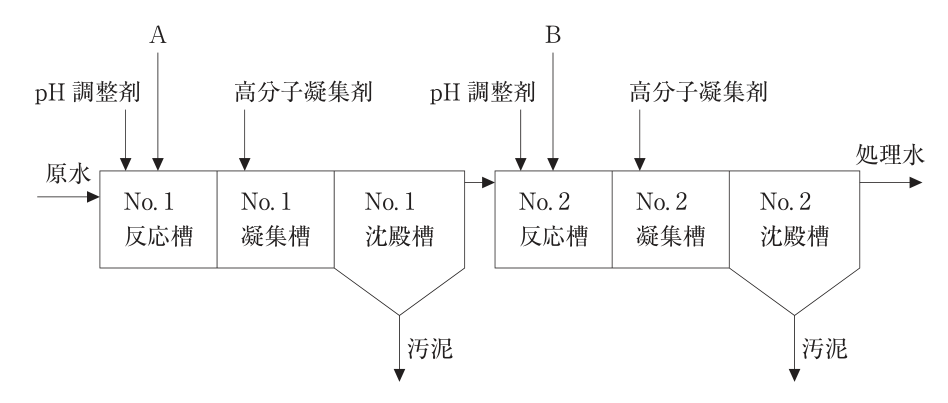 A
B
pH 調整剤
高分子凝集剤
pH 調整剤
高分子凝集剤
原水
処理水
No. 1
反応槽
No. 1
凝集槽
No. 1
沈殿槽
No. 2
反応槽
No. 2
凝集槽
No. 2
沈殿槽
汚泥
汚泥